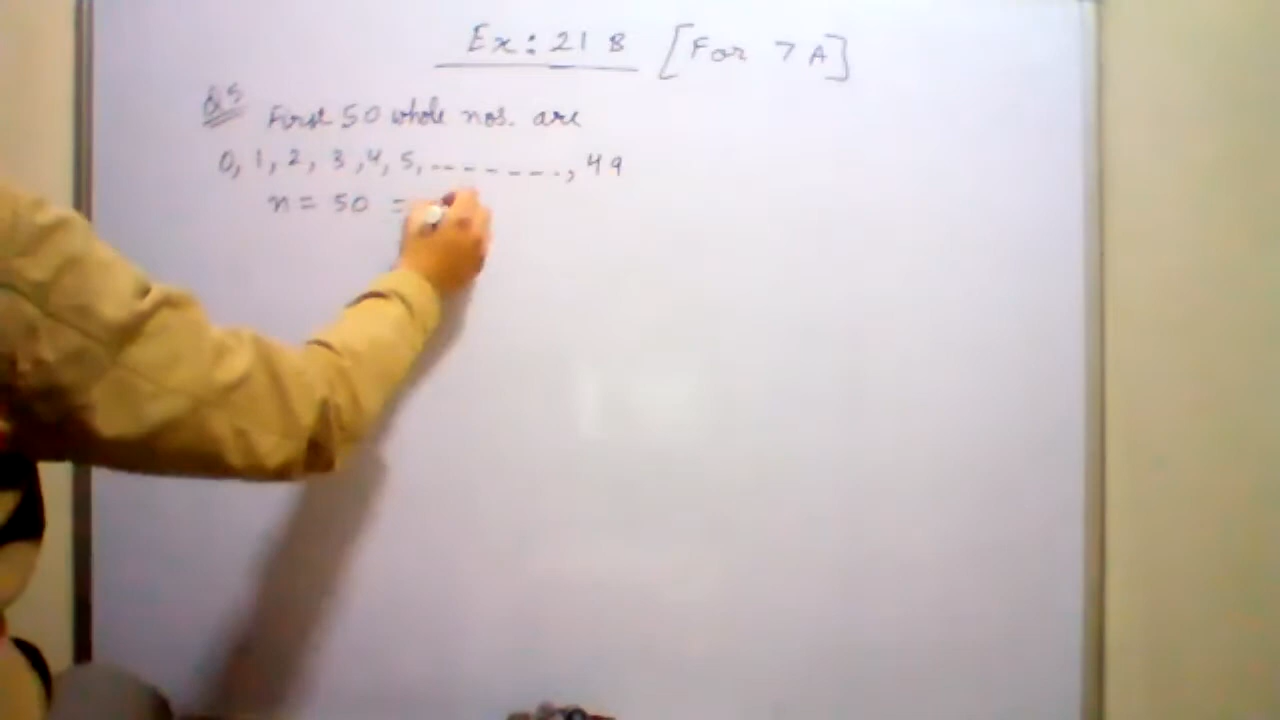 Ex: 21 B [For 7 A]
Q5 First 50 whole nos. are
0, 1, 2, 3, 4, 5, --------, 49
n = 50 =